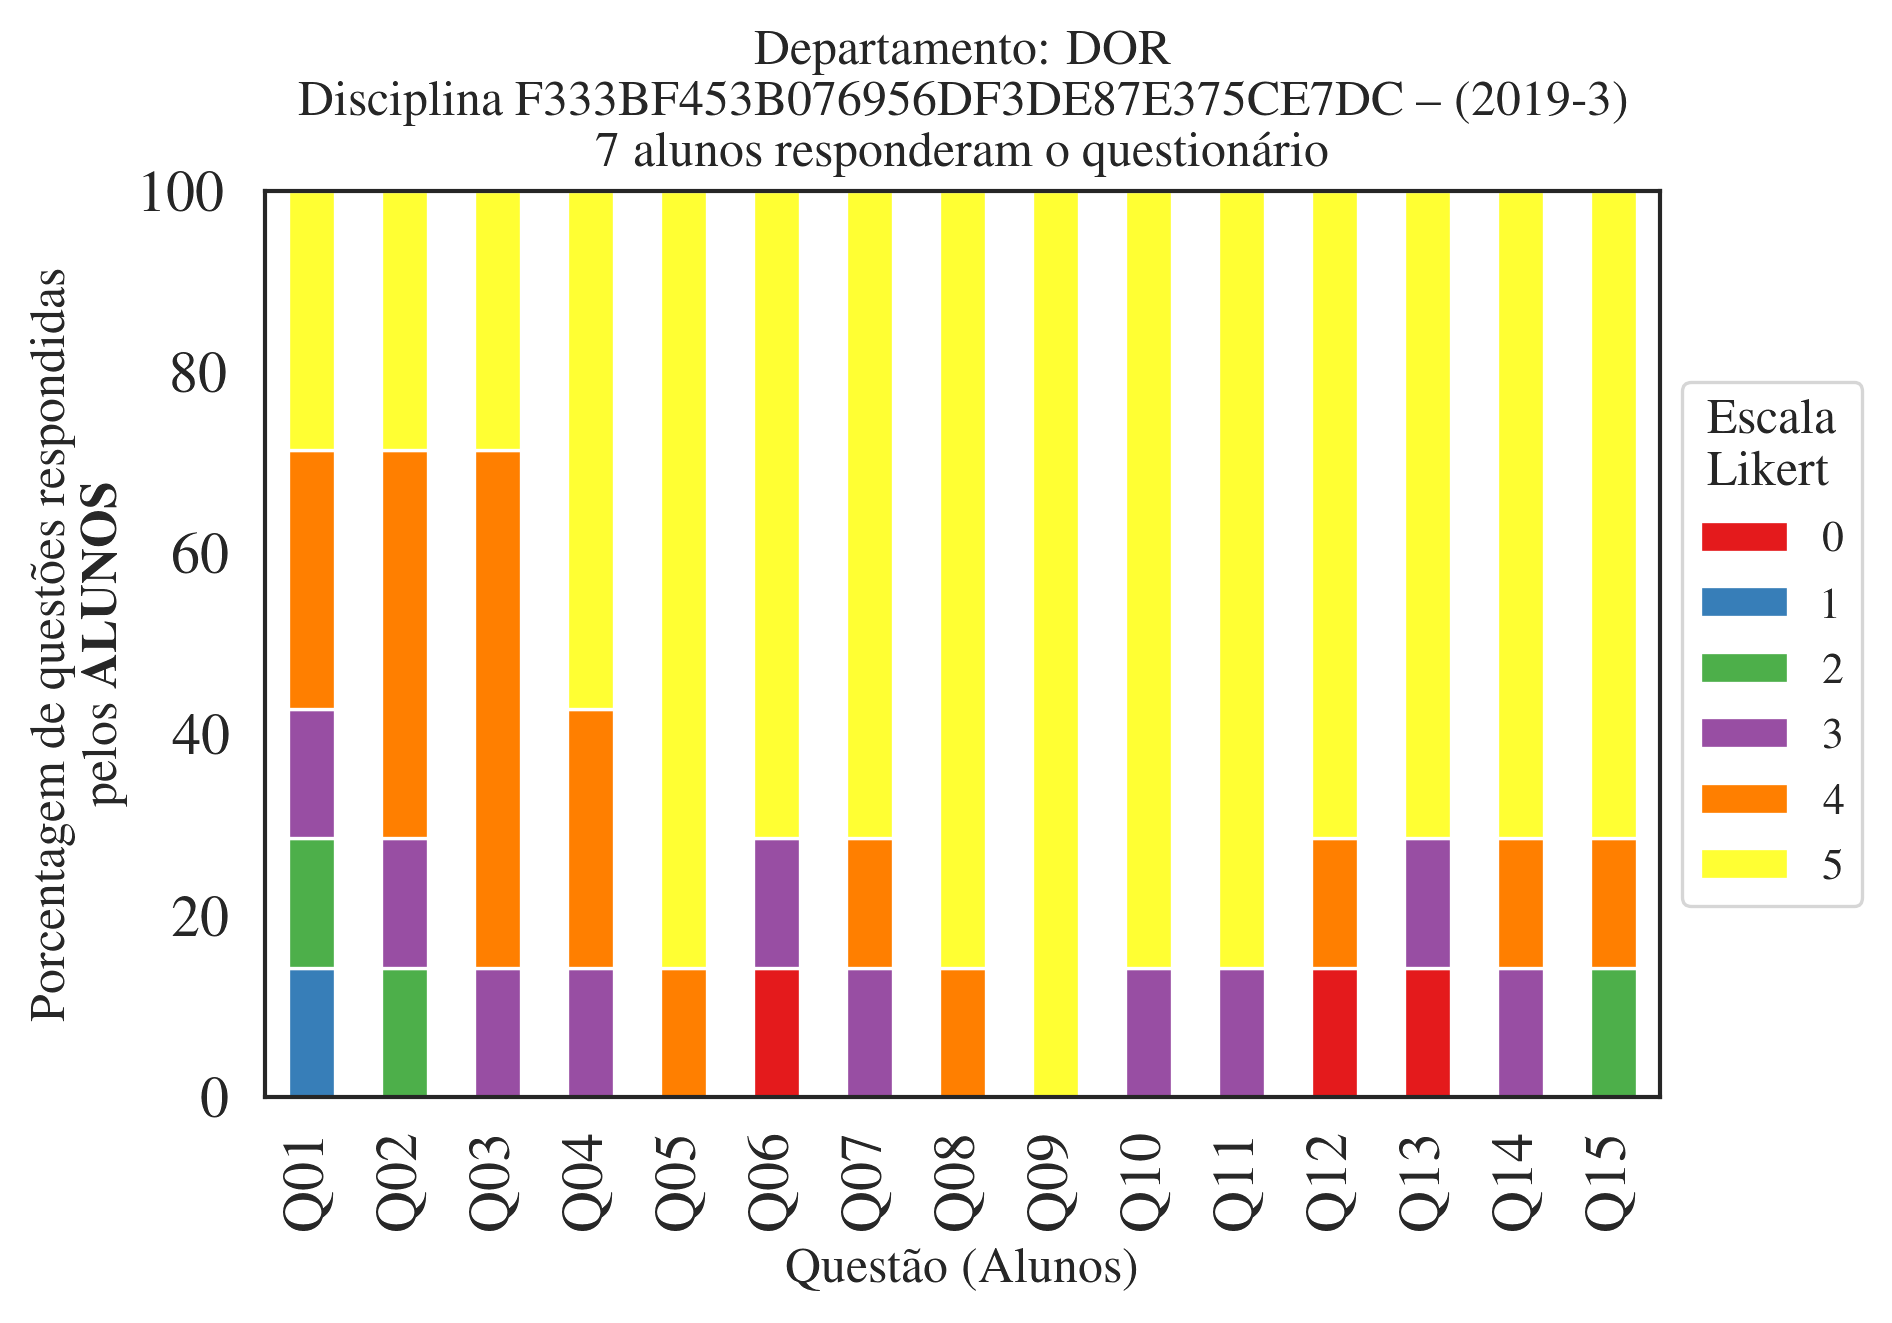 Departamento: DOR
Disciplina F333BF453B076956DF3DE87E375CE7DC – (2019-3)
7 alunos responderam o questionário
Porcentagem de questões respondidas
pelos ALUNOS
100
80
60
40
20
0
Q01
Q02
Q03
Q04
Q05
Q06
Q07
Q08
Q09
Q10
Q11
Q12
Q13
Q14
Q15
Questão (Alunos)
Escala
Likert
0
1
2
3
4
5